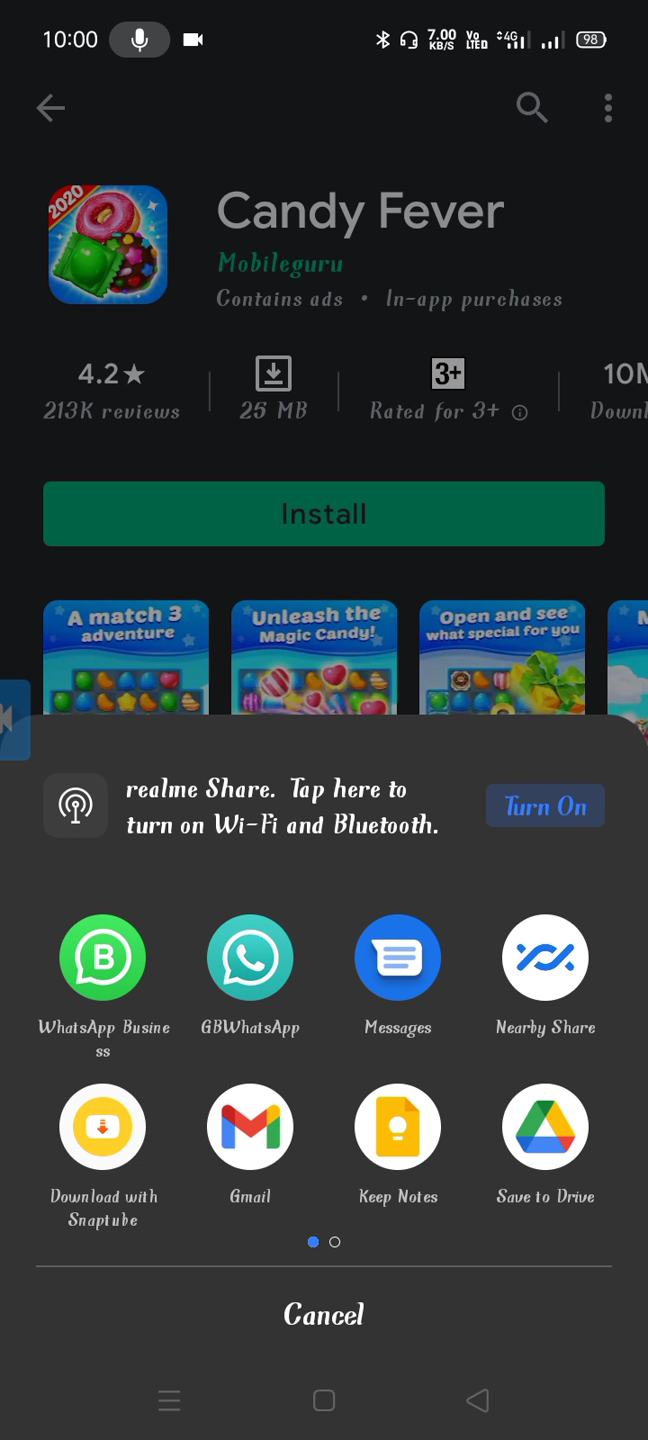 10:00
7.00
KB/S
Vo
LTE D
4G
98
2020
Candy Fever
Mobileguru
Contains ads • In-app purchases
4.2★
3+
10M
213K reviews
25 MB
Rated for 3+
Install
A match 3
adventure
Unleash the
Magic Candy!
Open and see
what special for you
realme Share. Tap here to
turn on Wi-Fi and Bluetooth.
Turn On
B
WhatsApp Busine
ss
GBWhatsApp
Messages
Nearby Share
Download with
Snaptube
Gmail
Keep Notes
Save to Drive
Cancel